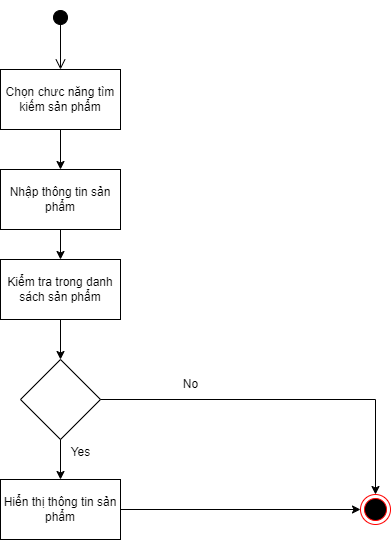 Chọn chưc năng tìm
kiếm sản phẩm
Nhập thông tin sản
phẩm
Kiểm tra trong danh
sách sản phẩm
No
Yes
Hiển thị thông tin sản
phẩm